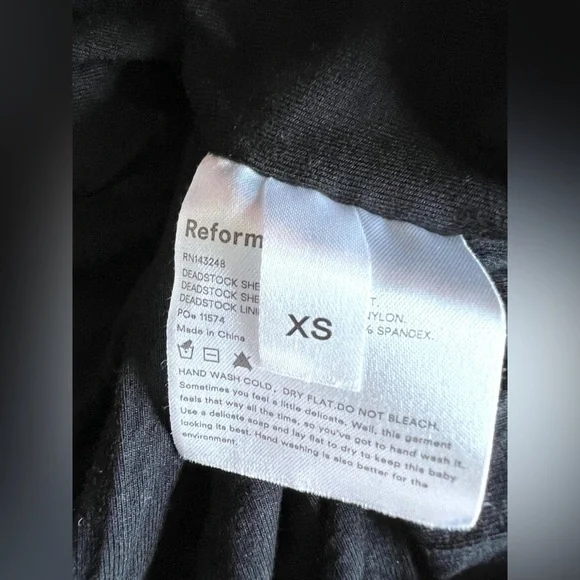 Reform
RN143248
DEADSTOCK SHE T.
DEADSTOCK SHE YLON.
DEADSTOCK LINI % SPANDEX.
POe 11574
Made in China
XS
HAND WASH COLD, DRY FLAT.DO NOT BLEACH.
Sometimes you feel a little delicate. Well, this garment
feels that way all the time, so you've got to hand wash it.
Use a delicate soap and lay flat to dry to keep this baby
looking its best. Hand washing is also better for the
environment.